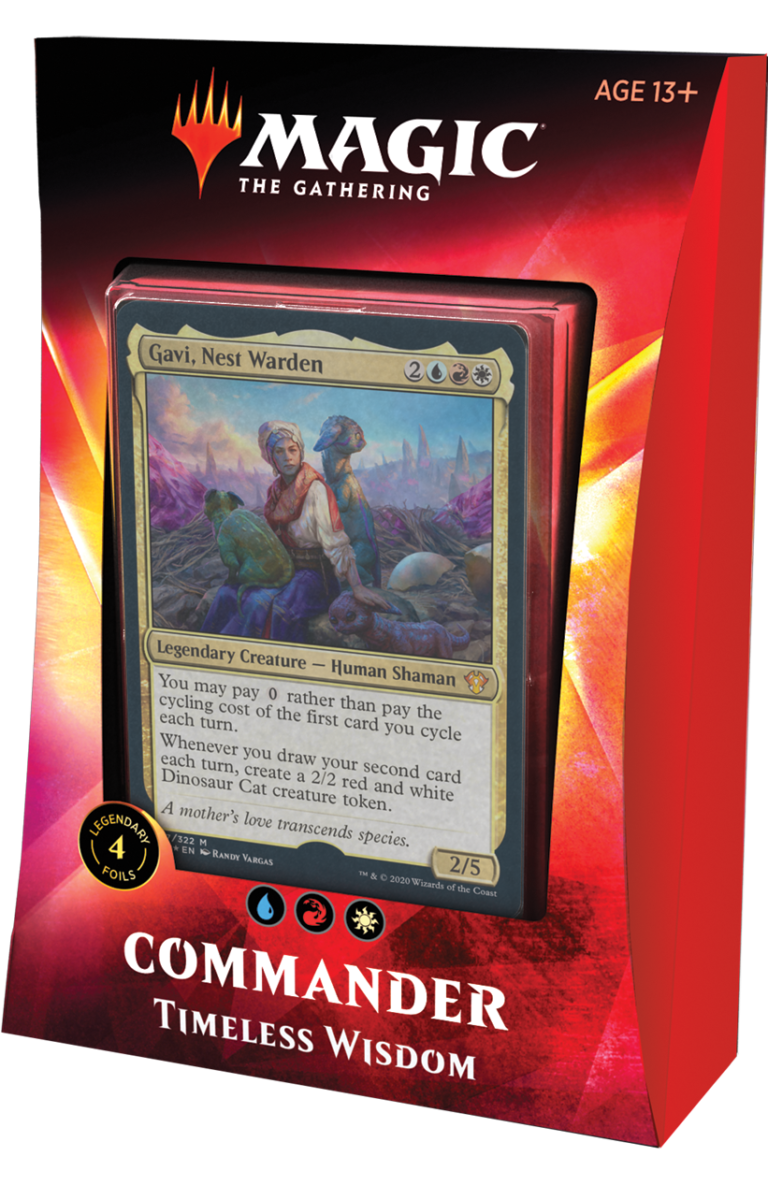 AGE 13+
MAGIC
THE GATHERING
Gavi, Nest Warden
2
Legendary Creature — Human Shaman
You may pay 0 rather than pay the
cycling cost of the first card you cycle
each turn.
Whenever you draw your second card
each turn, create a 2/2 red and white
Dinosaur Cat creature token.
A mother's love transcends species.
/322 M
EN RANDY VARGAS
™ & © 2020 Wizards of the Coast
2/5
LEGENDARY
4
FOILS
COMMANDER
TIMELESS WISDOM